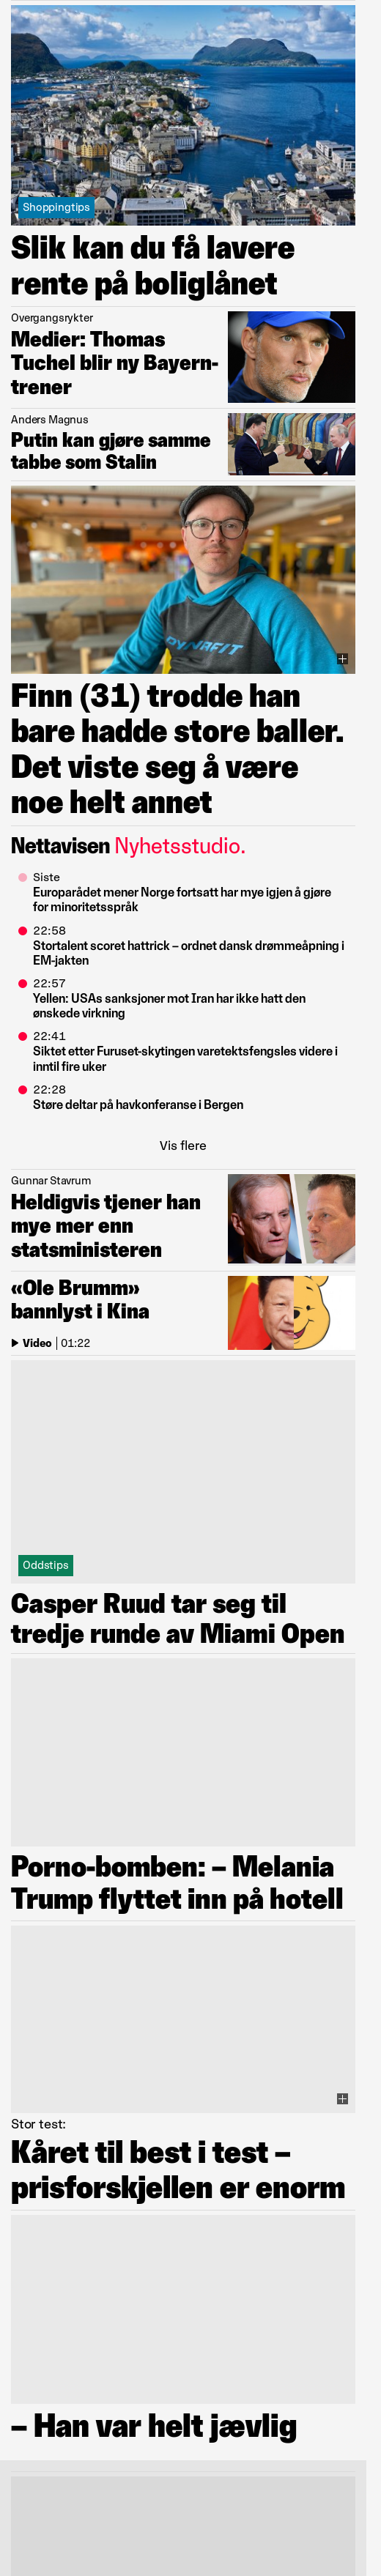 Shoppingtips
Slik kan du få lavere
rente på boliglånet
Overgangsrykter
Medier: Thomas
Tuchel blir ny Bayern-
trener
Anders Magnus
Putin kan gjøre samme
tabbe som Stalin
DYNAFIT
Finn (31) trodde han
bare hadde store baller.
Det viste seg å være
noe helt annet
Nettavisen Nyhetsstudio.
Siste
Europarådet mener Norge fortsatt har mye igjen å gjøre
for minoritetsspråk
22:58
Stortalent scoret hattrick – ordnet dansk drømmeåpning i
EM-jakten
22:57
Yellen: USAs sanksjoner mot Iran har ikke hatt den
ønskede virkning
22:41
Siktet etter Furuset-skytingen varetektsfengsles videre i
inntil fire uker
22:28
Støre deltar på havkonferanse i Bergen
Vis flere
Gunnar Stavrum
Heldigvis tjener han
mye mer enn
statsministeren
«Ole Brumm»
bannlyst i Kina
Video | 01:22
Oddstips
Casper Ruud tar seg til
tredje runde av Miami Open
Porno-bomben: – Melania
Trump flyttet inn på hotell
Stor test:
Kåret til best i test –
prisforskjellen er enorm
– Han var helt jævlig